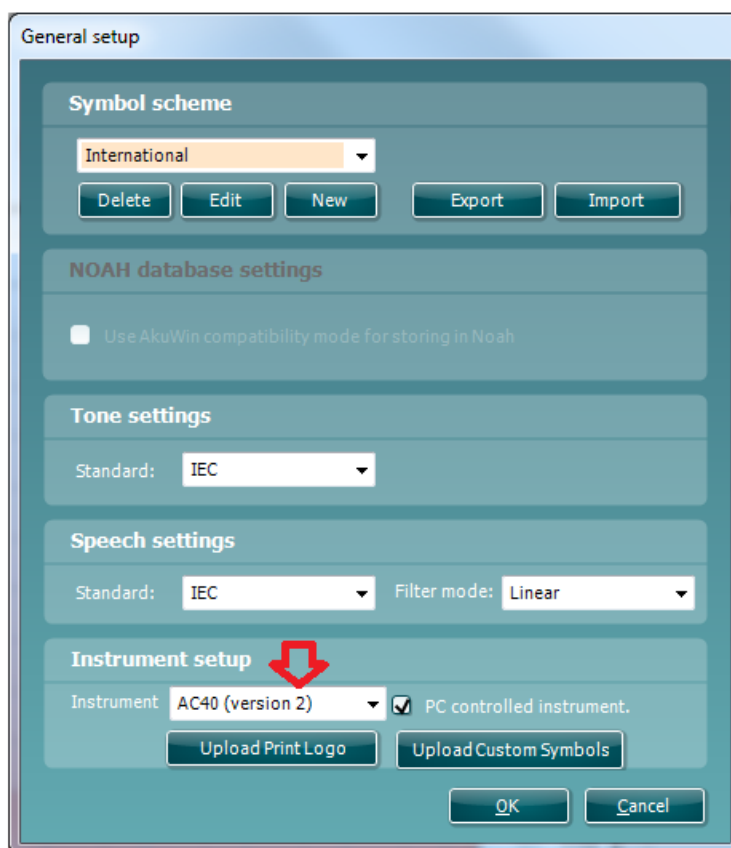 General setup
Symbol scheme
International
Delete Edit New Export Import
NOAH database settings
Use AkuWin compatibility mode for storing in Noah
Tone settings
Standard: IEC
Speech settings
Standard: IEC Filter mode: Linear
Instrument setup
Instrument AC40 (version 2) PC controlled instrument.
Upload Print Logo Upload Custom Symbols
OK Cancel